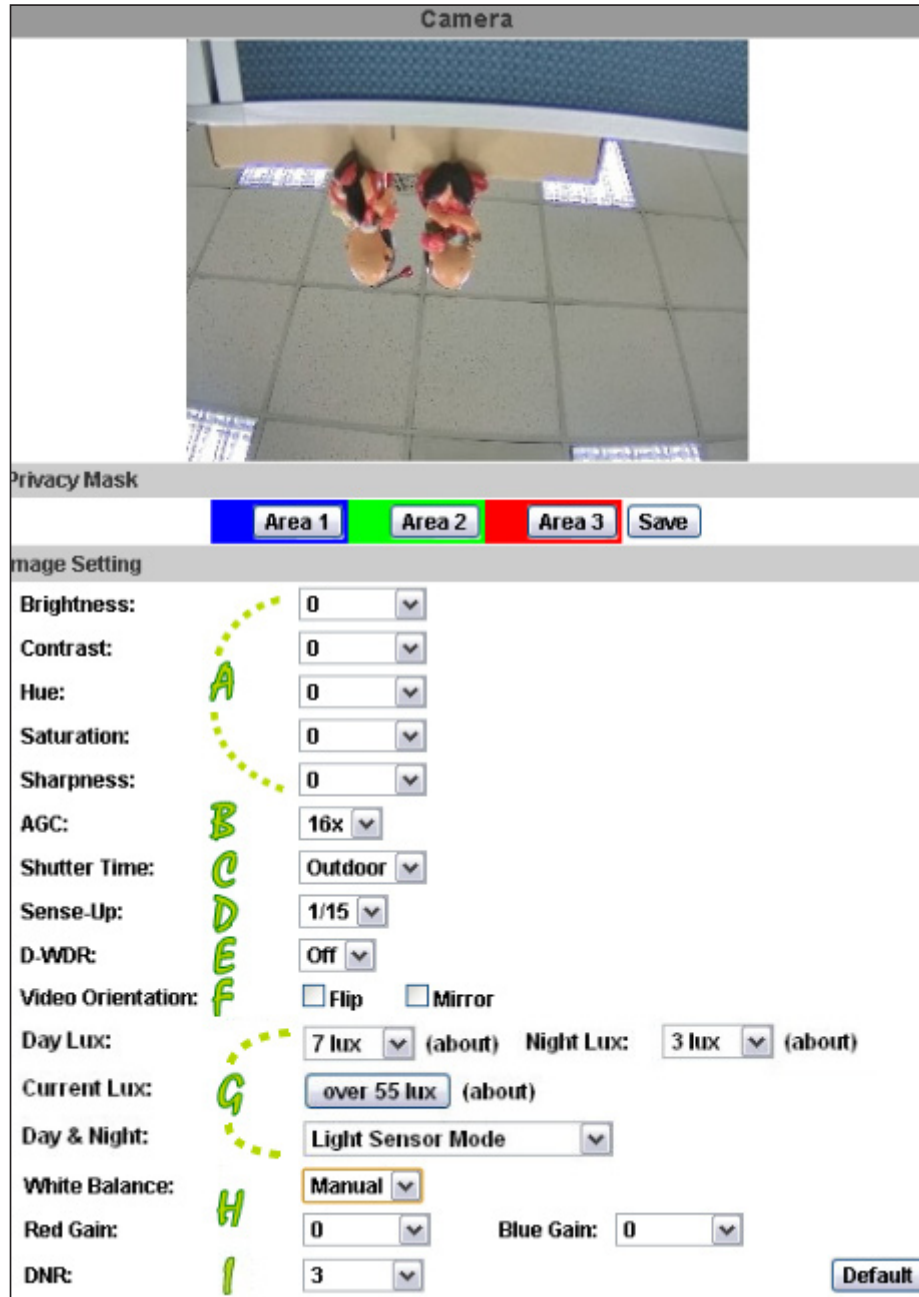 Camera
Privacy Mask
Area 1 Area 2 Area 3 Save
mage Setting
Brightness: 0
Contrast: 0
A
Hue: 0
Saturation: 0
Sharpness: 0
AGC: B 16x
Shutter Time: C Outdoor
Sense-Up: D 1/15
D-WDR: E Off
Video Orientation: F Flip Mirror
Day Lux: 7 lux (about) Night Lux: 3 lux (about)
Current Lux: G over 55 lux (about)
Day & Night: Light Sensor Mode
White Balance: Manual
H
Red Gain: 0 Blue Gain: 0
DNR: I 3 Default